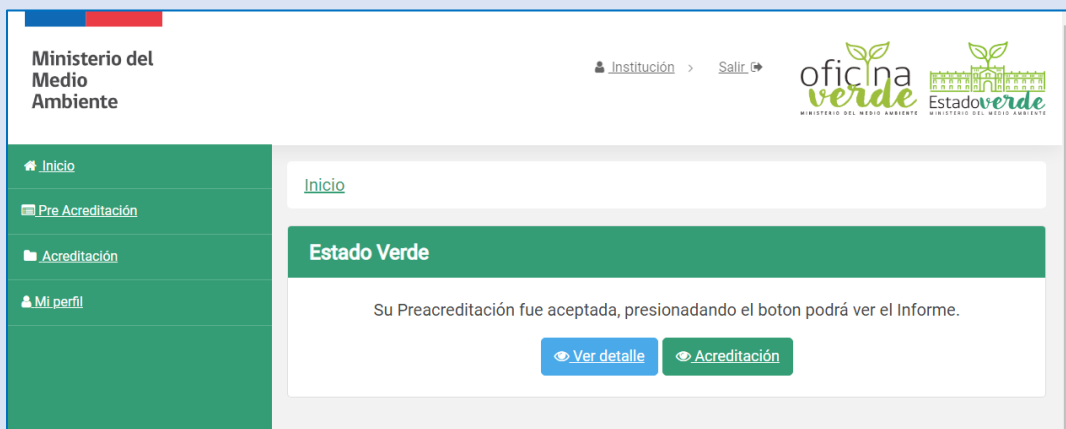 Ministerio del
Medio
Ambiente
Institución > Salir
oficina
verde
MINISTERIO DEL MEDIO AMBIENTE
Estadoverde
MINISTERIO DEL MEDIO AMBIENTE
Inicio
Pre Acreditación
Acreditación
Mi perfil
Inicio
Estado Verde
Su Preacreditación fue aceptada, presionadando el boton podrá ver el Informe.
Ver detalle
Acreditación